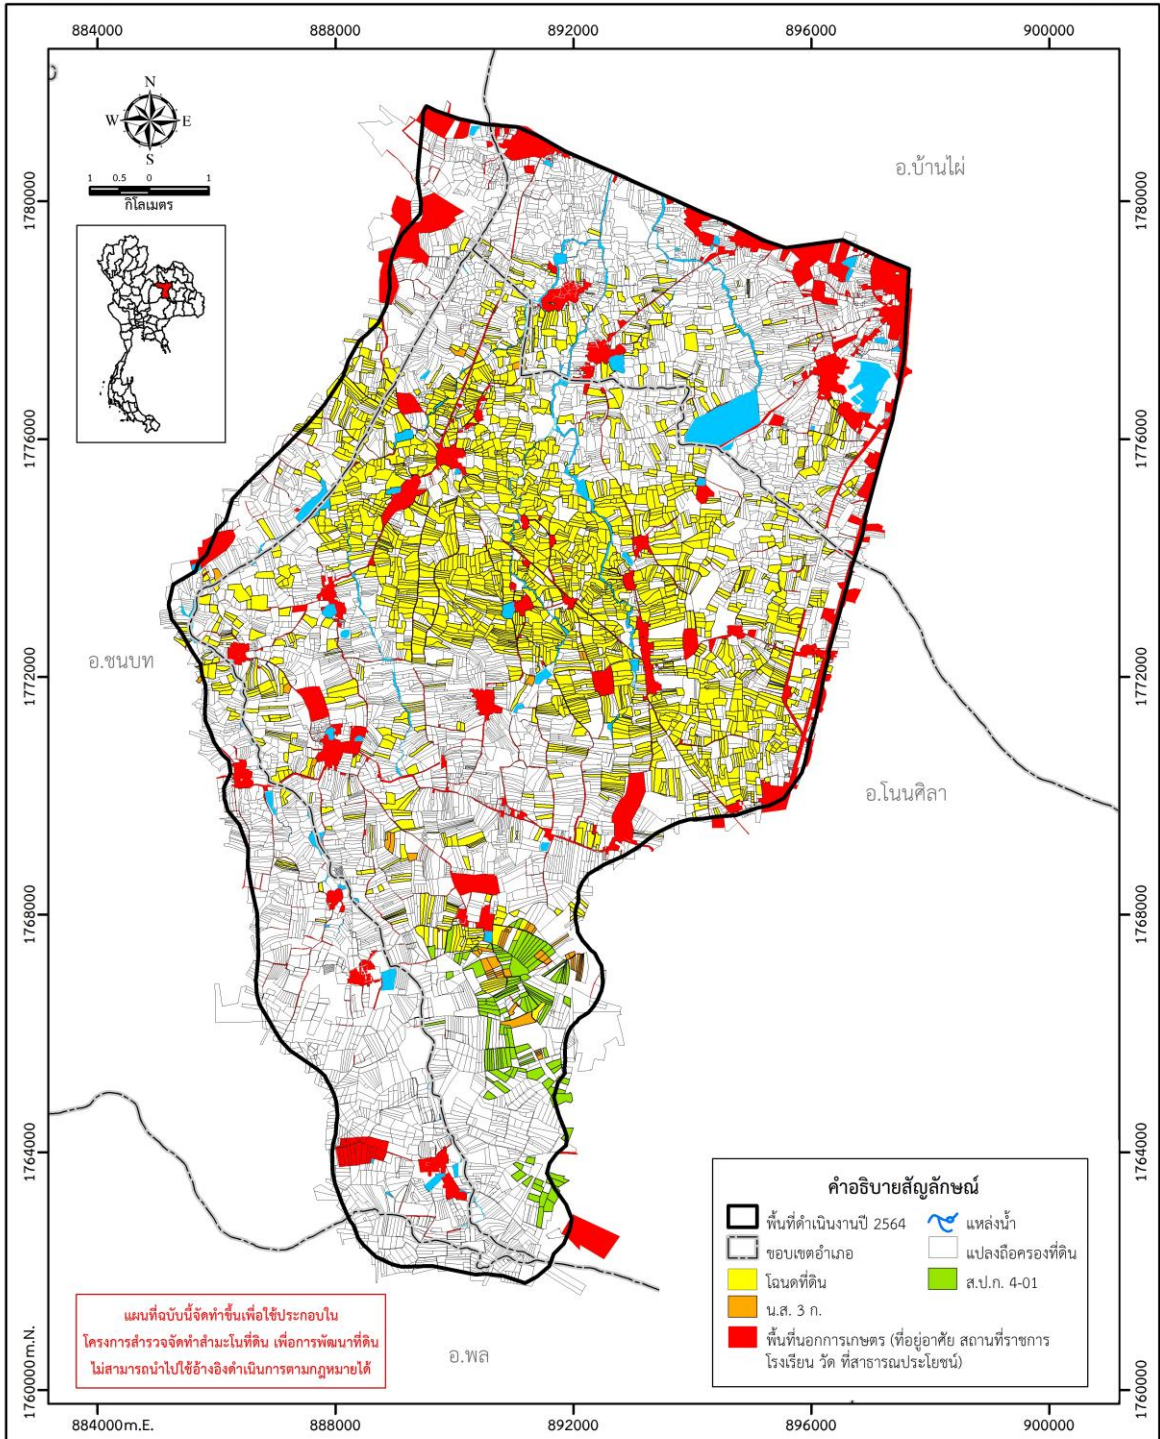 884000 888000 892000 896000 900000
N
W E
S
1 0.5 0 1
กิโลเมตร
อ.บ้านไผ่
1780000 1780000
1776000 1776000
อ.ชนบท
1772000 1772000
อ.โนนศิลา
1768000 1768000
1764000 1764000
คำอธิบายสัญลักษณ์
พื้นที่ดำเนินงานปี 2564 แหล่งน้ำ
ขอบเขตอำเภอ แปลงถือครองที่ดิน
โฉนดที่ดิน ส.ป.ก. 4-01
น.ส. 3 ก.
พื้นที่นอกการเกษตร (ที่อยู่อาศัย สถานที่ราชการ
โรงเรียน วัด ที่สาธารณประโยชน์)
แผนที่ฉบับนี้จัดทำขึ้นเพื่อใช้ประกอบใน
โครงการสำรวจจัดทำสำมะโนที่ดิน เพื่อการพัฒนาที่ดิน
ไม่สามารถนำไปใช้อ้างอิงดำเนินการตามกฎหมายได้
อ.พล
1760000m.N. 1760000
884000m.E. 888000 892000 896000 900000